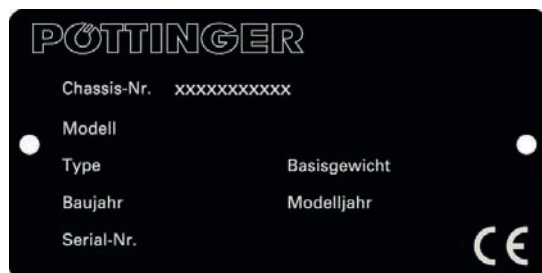 PÖTTINGER
Chassis-Nr. xxxxxxxxxxx
Modell
Type Basisgewicht
Baujahr Modelljahr
Serial-Nr.
CE